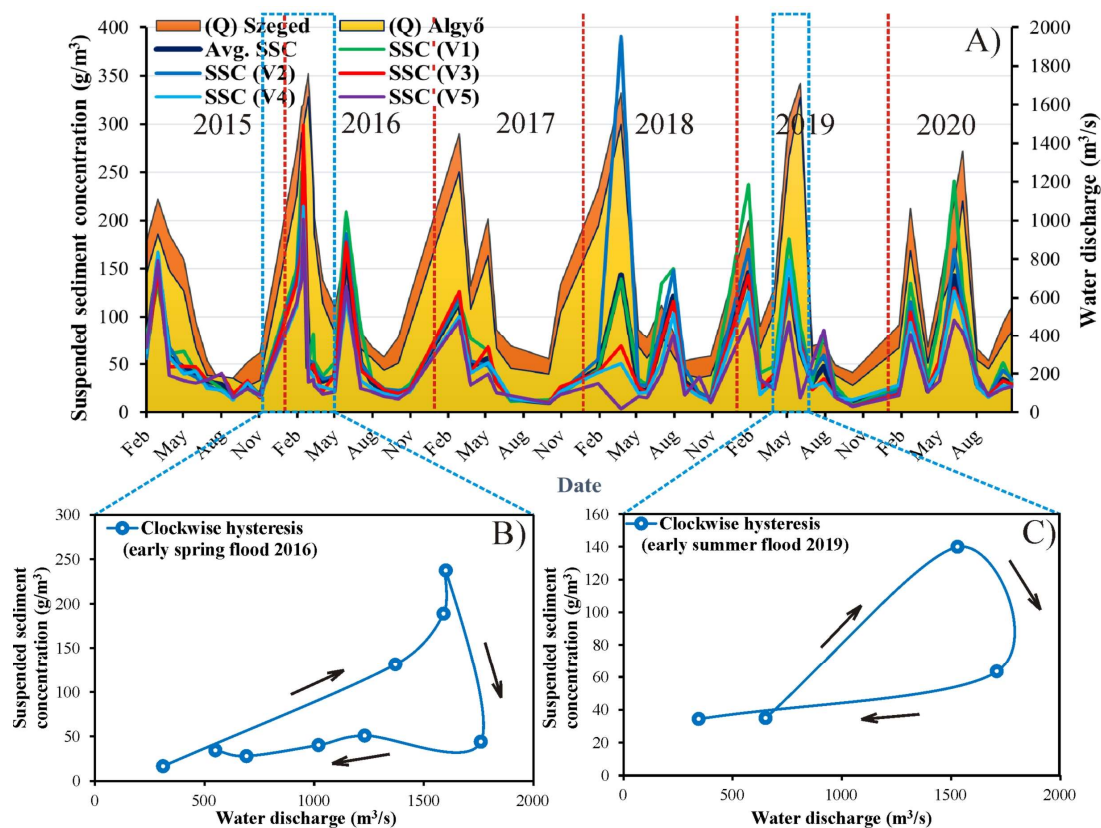 (Q) Szeged
(Q) Algyő
A)
Avg. SSC
SSC (V1)
SSC (V2)
SSC (V3)
SSC (V4)
SSC (V5)
2015
2016
2017
2018
2019
2020
Suspended sediment concentration (g/m³)
400
350
300
250
200
150
100
50
0
2000
1800
1600
1400
1200
1000
800
600
400
200
0
Water discharge (m³/s)
Feb
May
Aug
Nov
Feb
May
Aug
Nov
Feb
May
Aug
Nov
Feb
May
Aug
Nov
Feb
May
Aug
Nov
Feb
May
Aug
Date
B)
Clockwise hysteresis
(early spring flood 2016)
Suspended sediment
concentration (g/m³)
300
250
200
150
100
50
0
0
500
1000
1500
2000
Water discharge (m³/s)
C)
Clockwise hysteresis
(early summer flood 2019)
Suspended sediment
concentration (g/m³)
160
140
120
100
80
60
40
20
0
0
500
1000
1500
2000
Water discharge (m³/s)